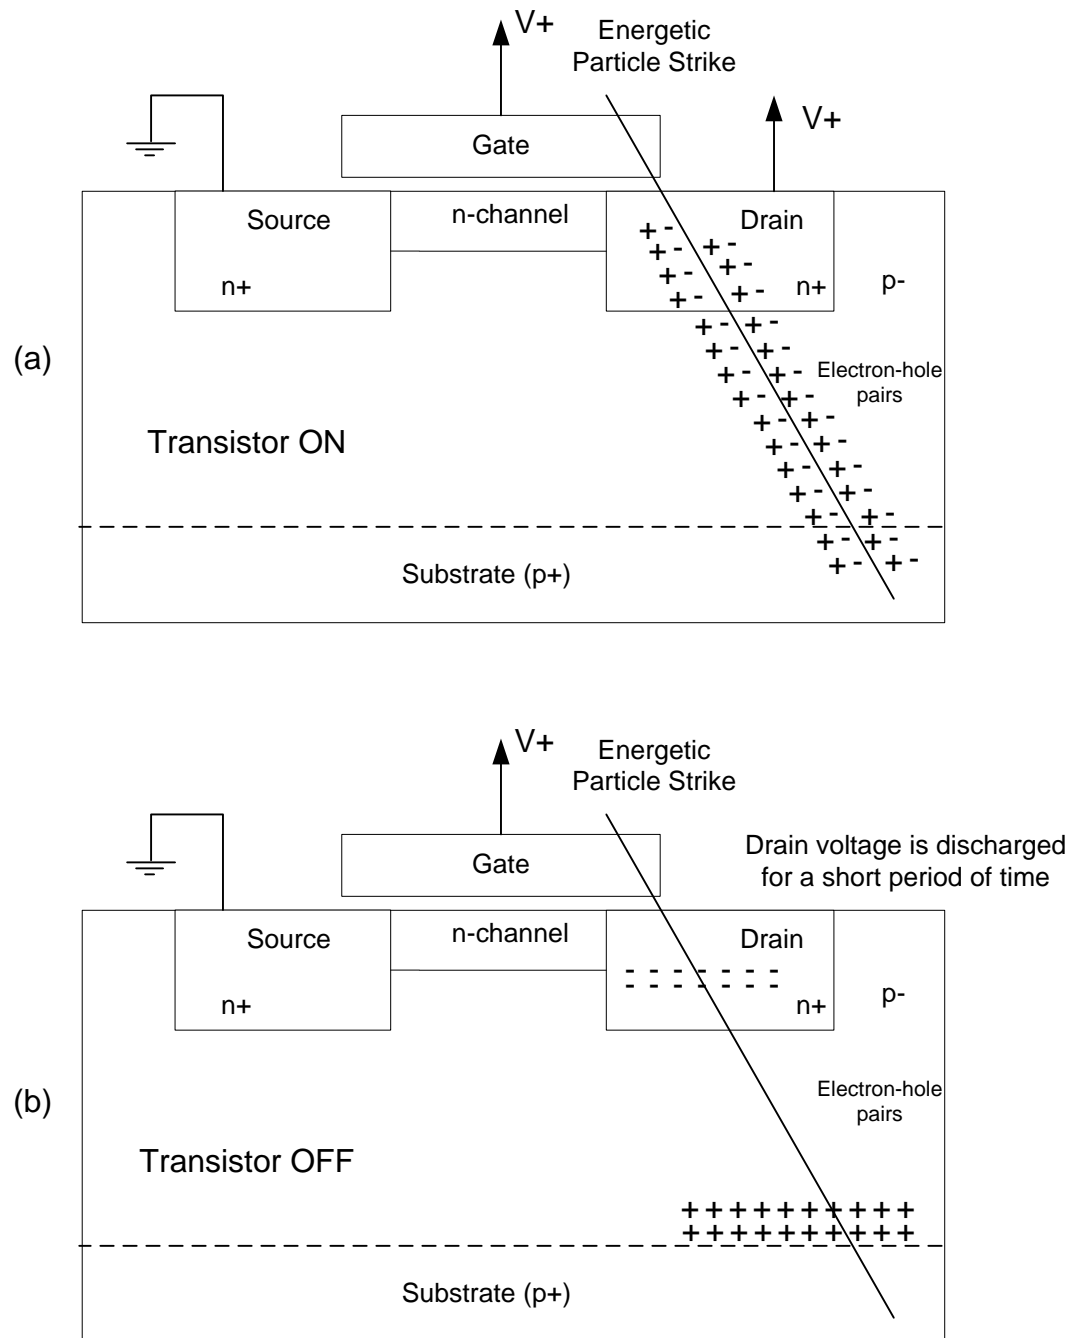 V+
Energetic
Particle Strike
V+
Gate
Source
n-channel
Drain
n+
n+
p-
(a)
Electron-hole
pairs
Transistor ON
Substrate (p+)
V+
Energetic
Particle Strike
Drain voltage is discharged
for a short period of time
Gate
Source
n-channel
Drain
n+
n+
p-
(b)
Electron-hole
pairs
Transistor OFF
Substrate (p+)